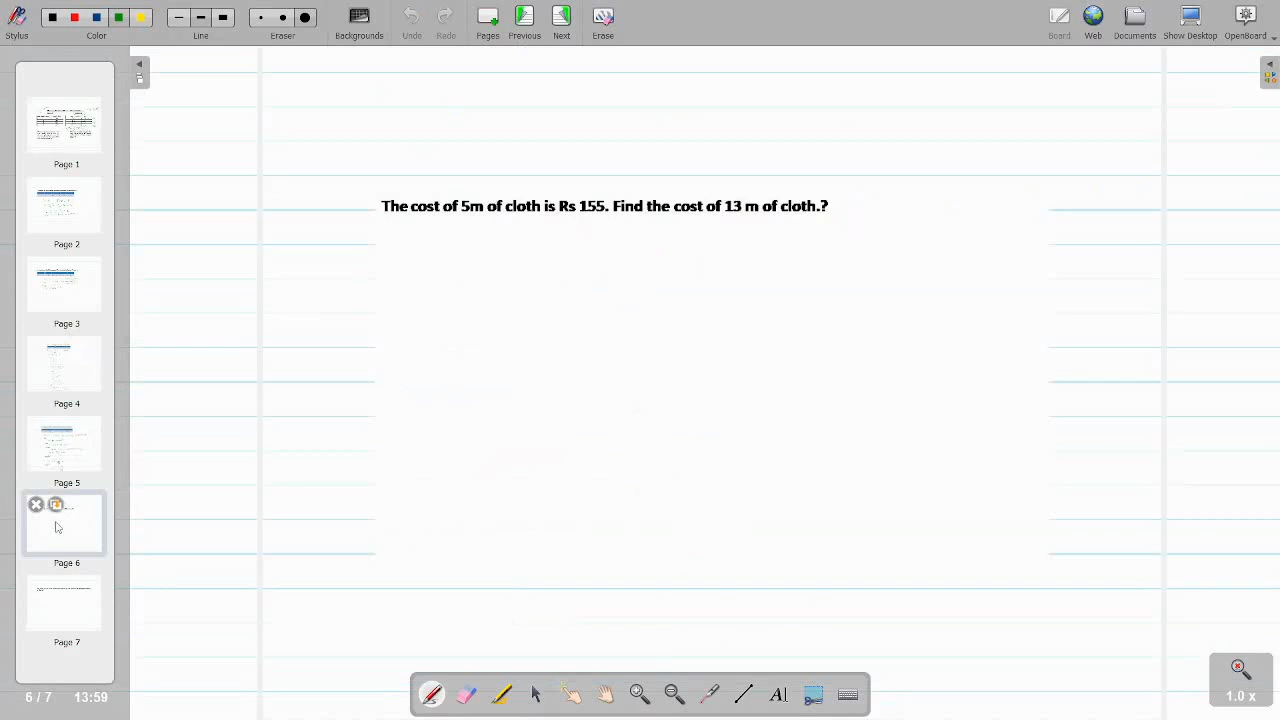 Stylus Color Line Eraser Backgrounds Undo Redo Pages Previous Next Erase Board Web Documents Show Desktop OpenBoard
The cost of 5m of cloth is Rs 155. Find the cost of 13 m of cloth.?
Page 1
Page 2
Page 3
Page 4
Page 5
Page 6
Page 7
6 / 7 13:59
AI
1.0 x